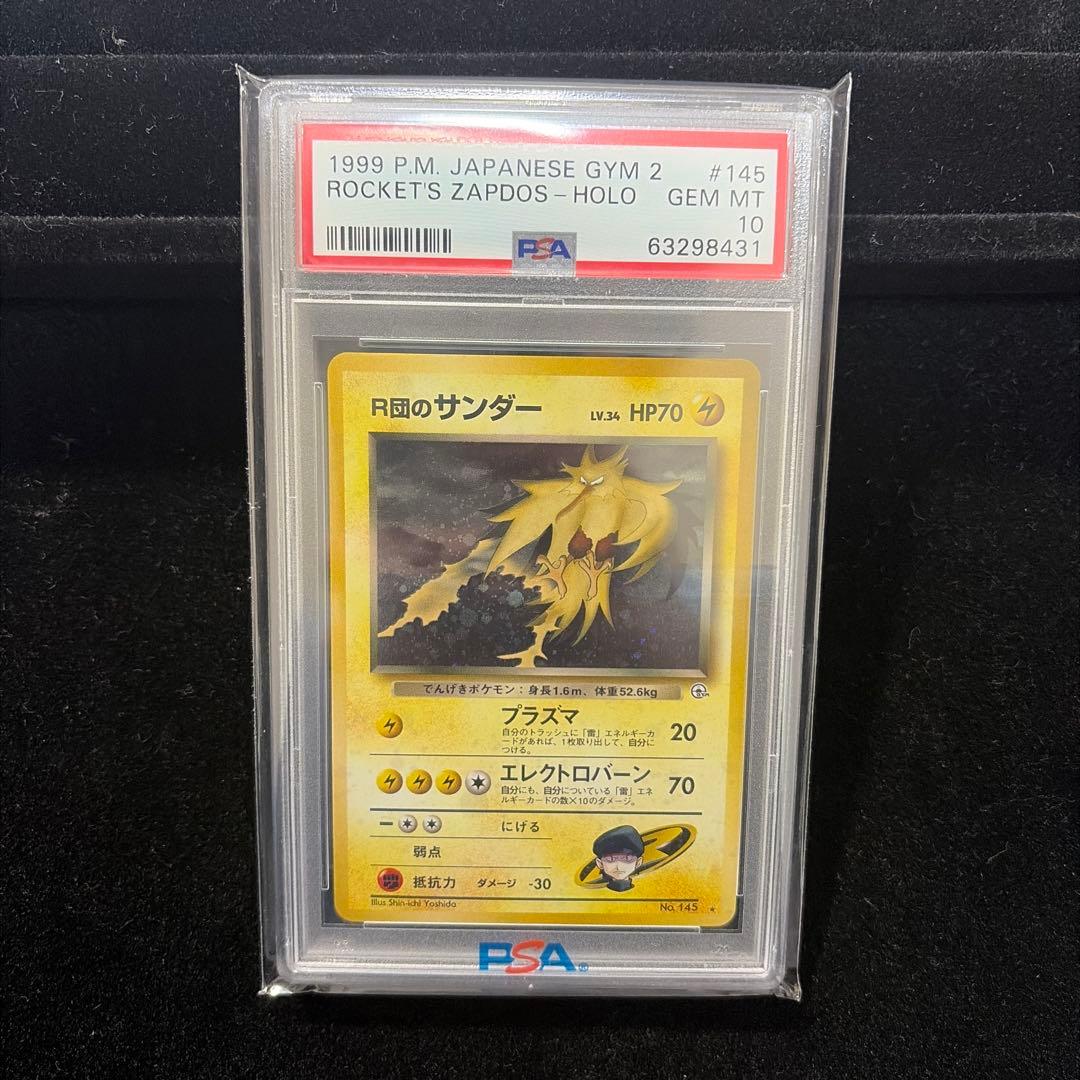 1999 P.M. JAPANESE GYM 2 #145
ROCKET'S ZAPDOS - HOLO GEM MT
10
PSA 63298431
R団のサンダー LV.34 HP70
でんげきポケモン：身長1.6m、体重52.6kg
プラズマ 20
自分のトラッシュに「雷」エネルギーカ
ードがあれば、1枚取り出して、自分に
つける。
エレクトロバーン 70
自分にも、自分についている「雷」エネ
ルギーカードの数×10のダメージ。
にげる
弱点
抵抗力 ダメージ -30
Illus. Shin-ichi Yoshida No. 145
PSA®